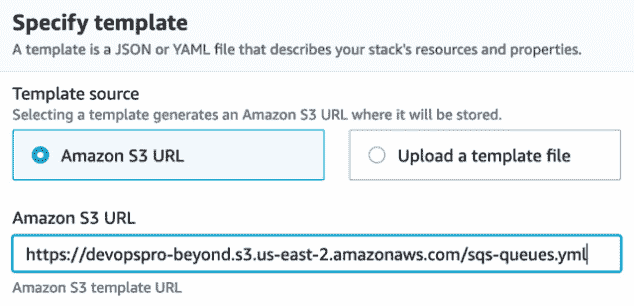 Specify template
A template is a JSON or YAML file that describes your stack's resources and properties.
Template source
Selecting a template generates an Amazon S3 URL where it will be stored.
Amazon S3 URL
Upload a template file
Amazon S3 URL
https://devopspro-beyond.s3.us-east-2.amazonaws.com/sqs-queues.yml
Amazon S3 template URL